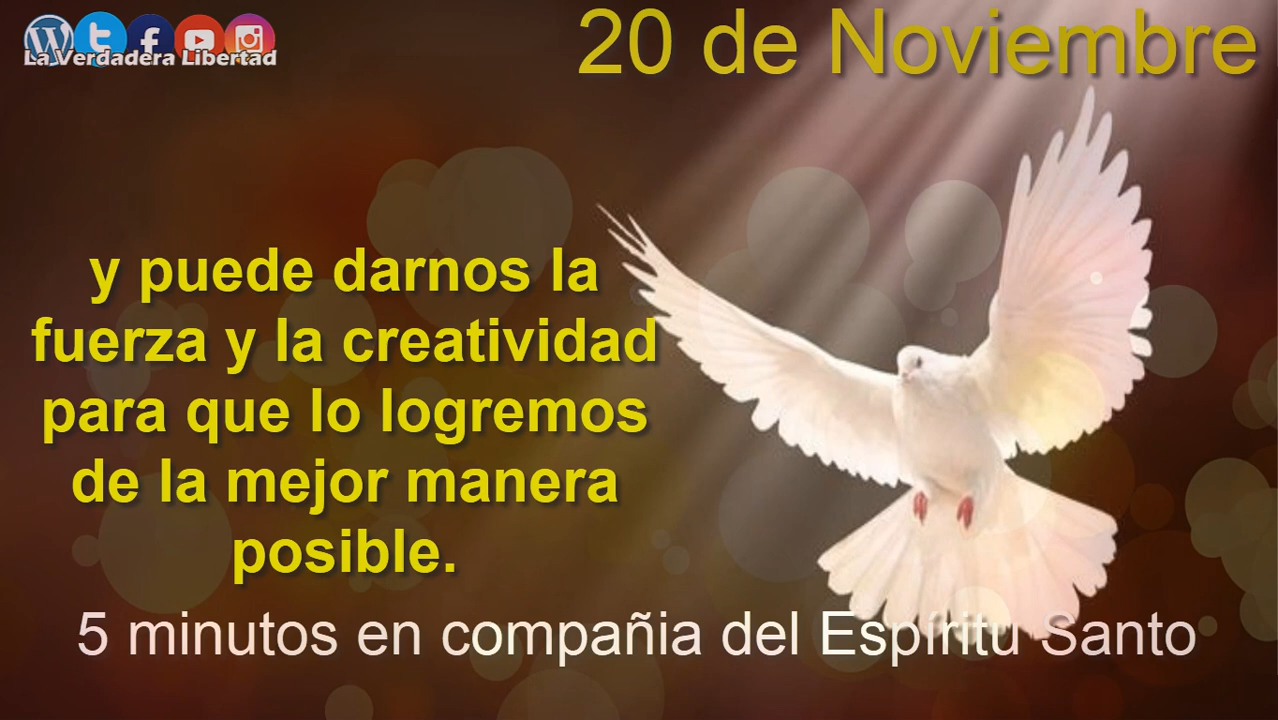 La Verdadera Libertad
20 de Noviembre
y puede darnos la
fuerza y la creatividad
para que lo logremos
de la mejor manera
posible.
5 minutos en compañia del Espíritu Santo